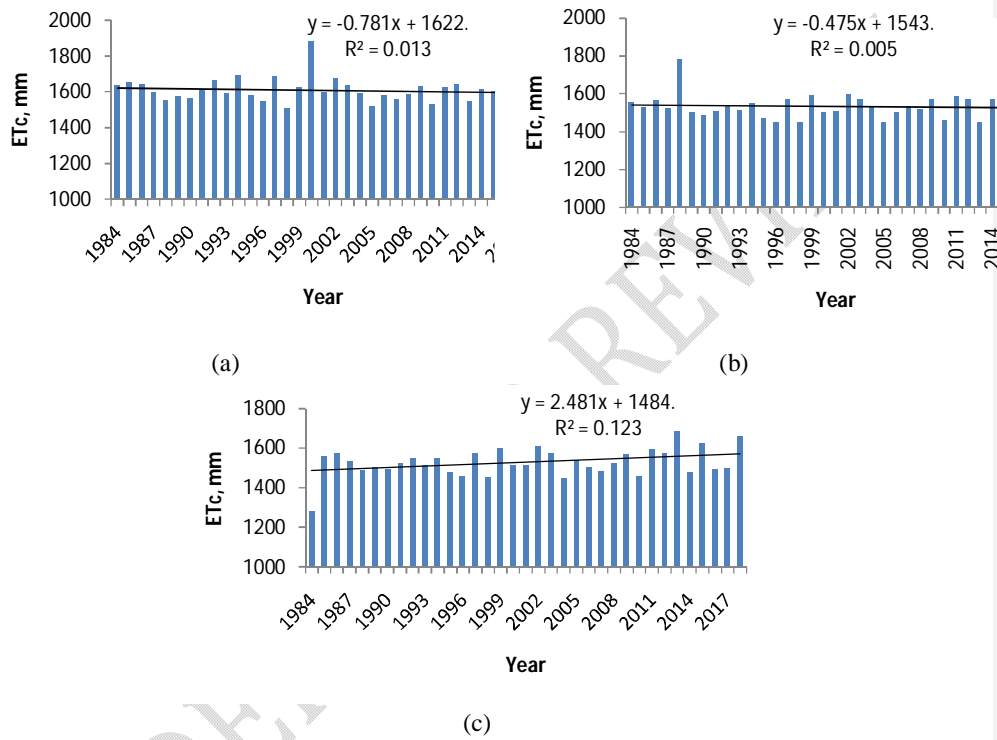 y = -0.781x + 1622.
R² = 0.013
2000
1800
1600
1400
1200
1000
ETc, mm
1984 1987 1990 1993 1996 1999 2002 2005 2008 2011 2014
Year
(a)
y = -0.475x + 1543.
R² = 0.005
2000
1800
1600
1400
1200
1000
ETc, mm
1984 1987 1990 1993 1996 1999 2002 2005 2008 2011 2014
Year
(b)
y = 2.481x + 1484.
R² = 0.123
1800
1600
1400
1200
1000
ETc, mm
1984 1987 1990 1993 1996 1999 2002 2005 2008 2011 2014 2017
Year
(c)